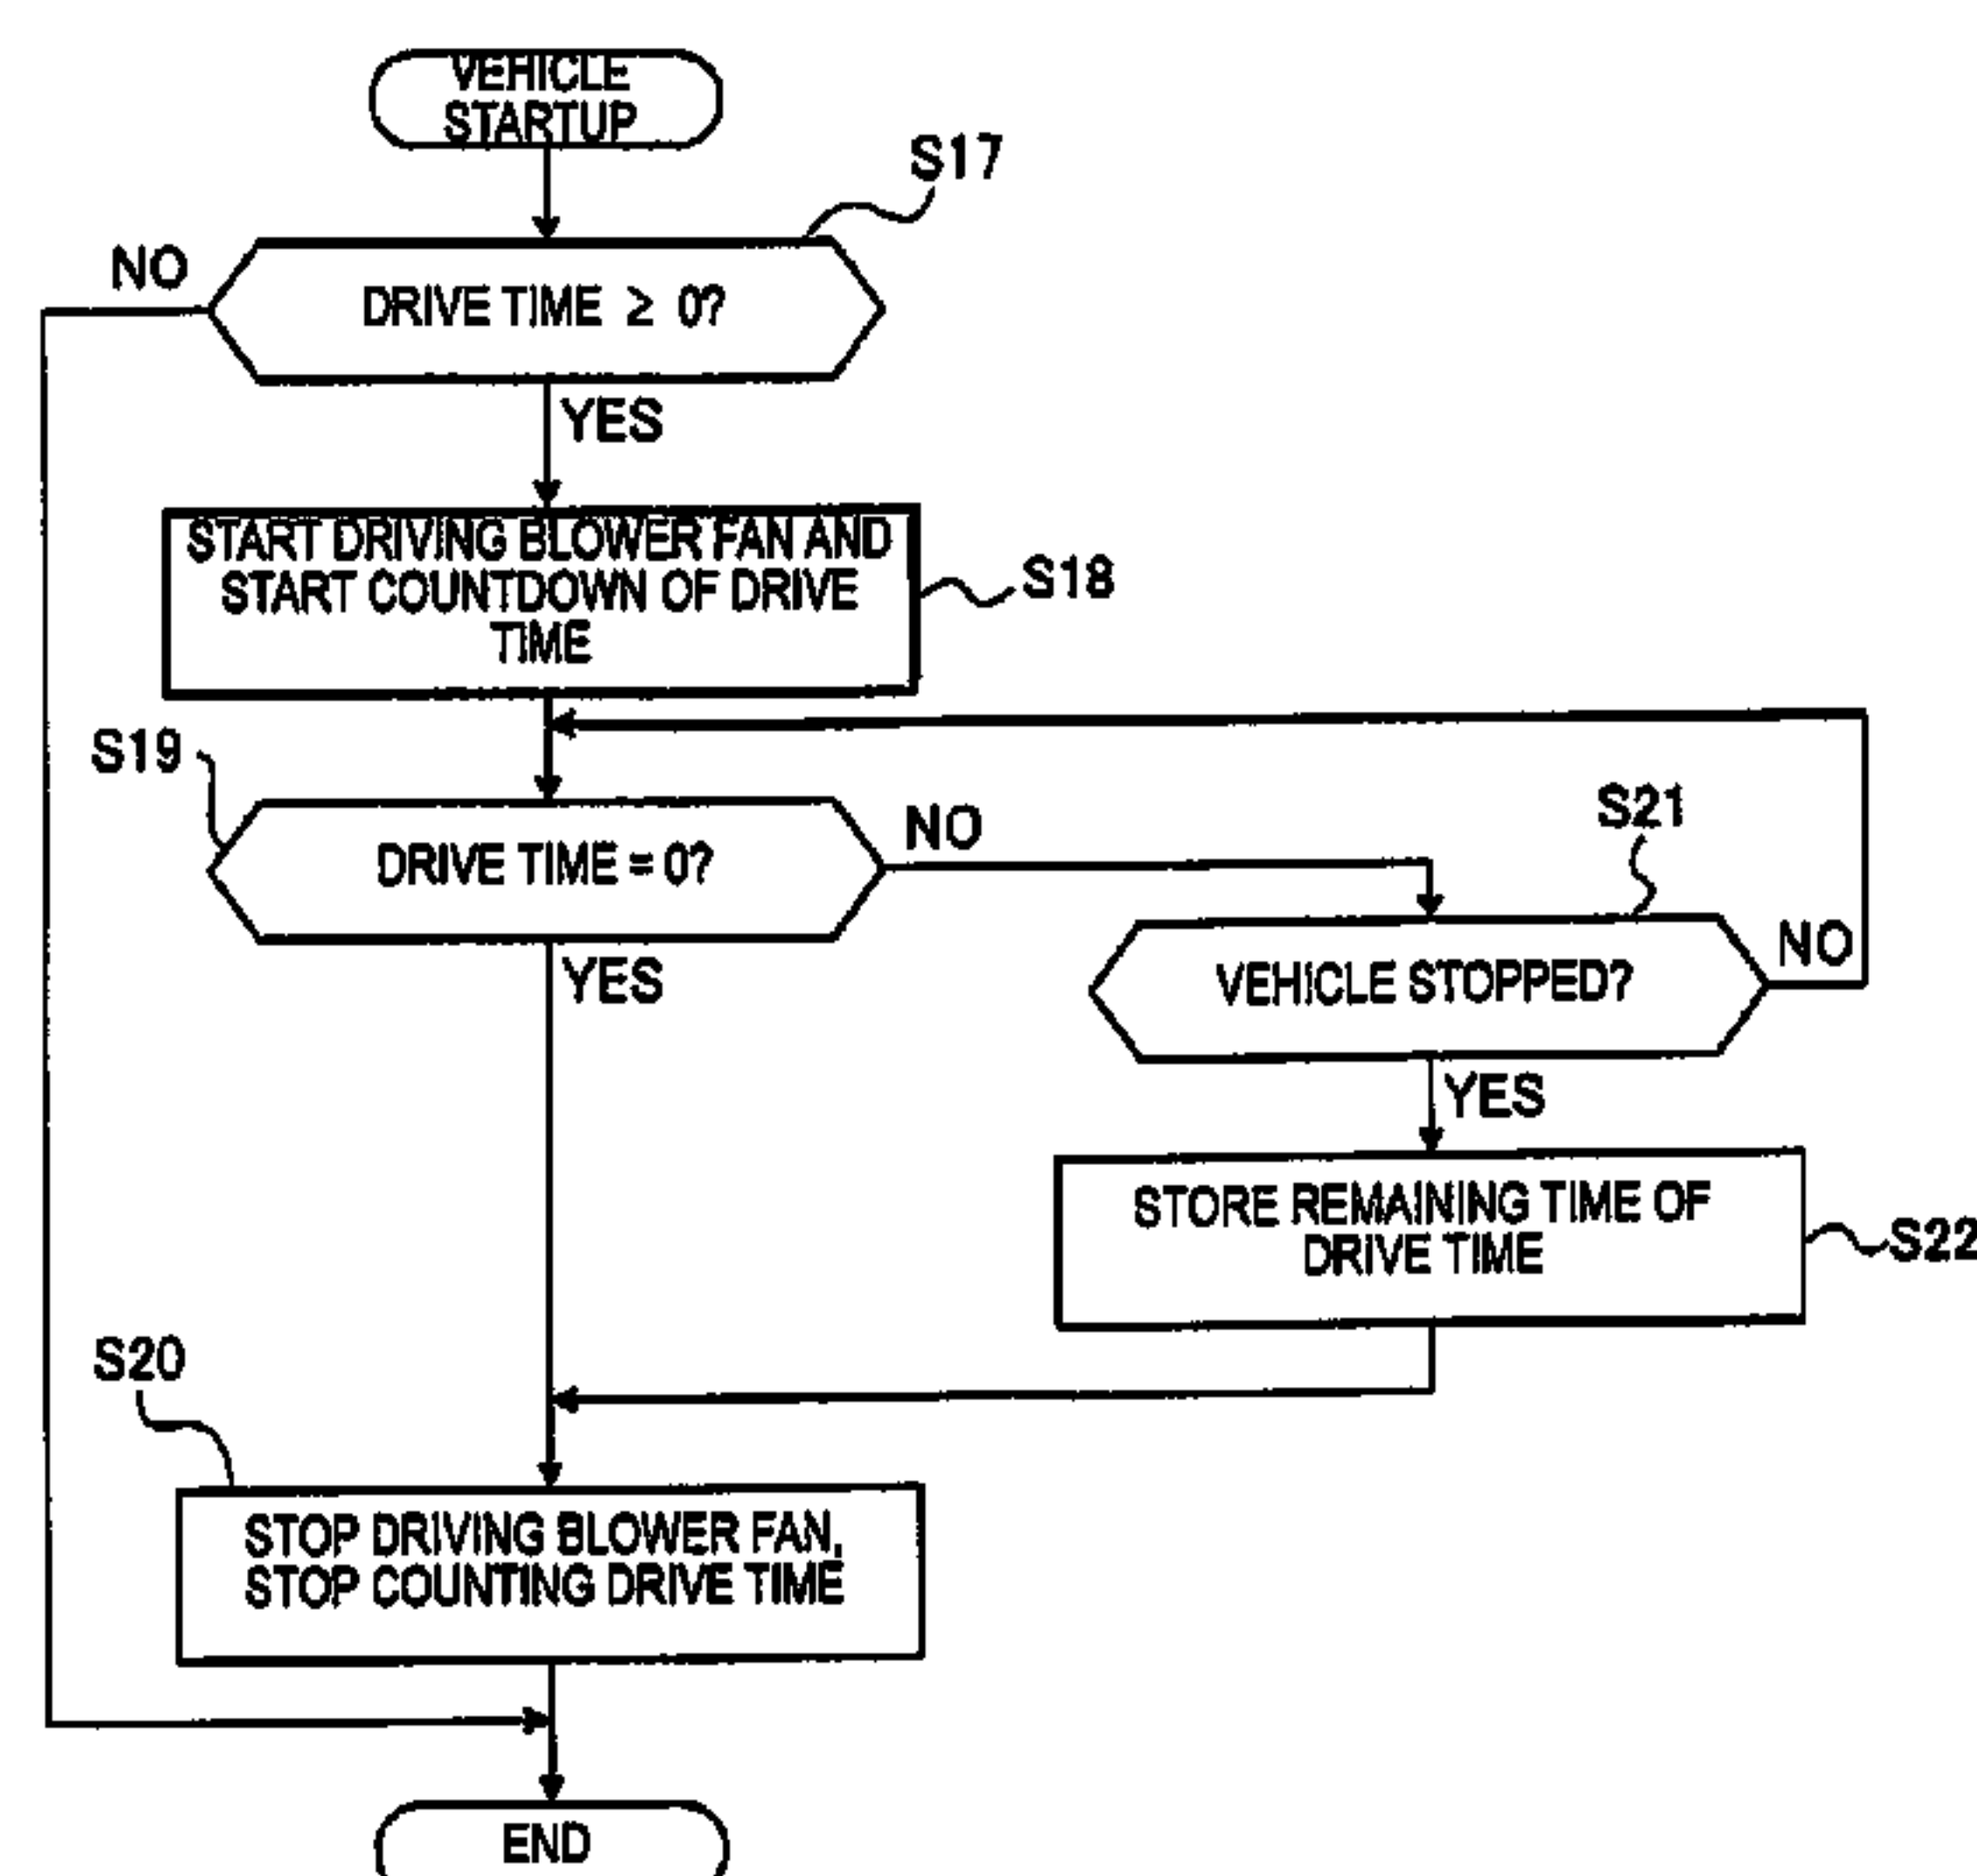 VEHICLE
STARTUP
S17
NO
DRIVE TIME ≥ 0?
YES
START DRIVING BLOWER FAN AND
START COUNTDOWN OF DRIVE
TIME
S18
S19
DRIVE TIME = 0?
NO
S21
YES
VEHICLE STOPPED?
NO
YES
STORE REMAINING TIME OF
DRIVE TIME
S22
S20
STOP DRIVING BLOWER FAN,
STOP COUNTING DRIVE TIME
END